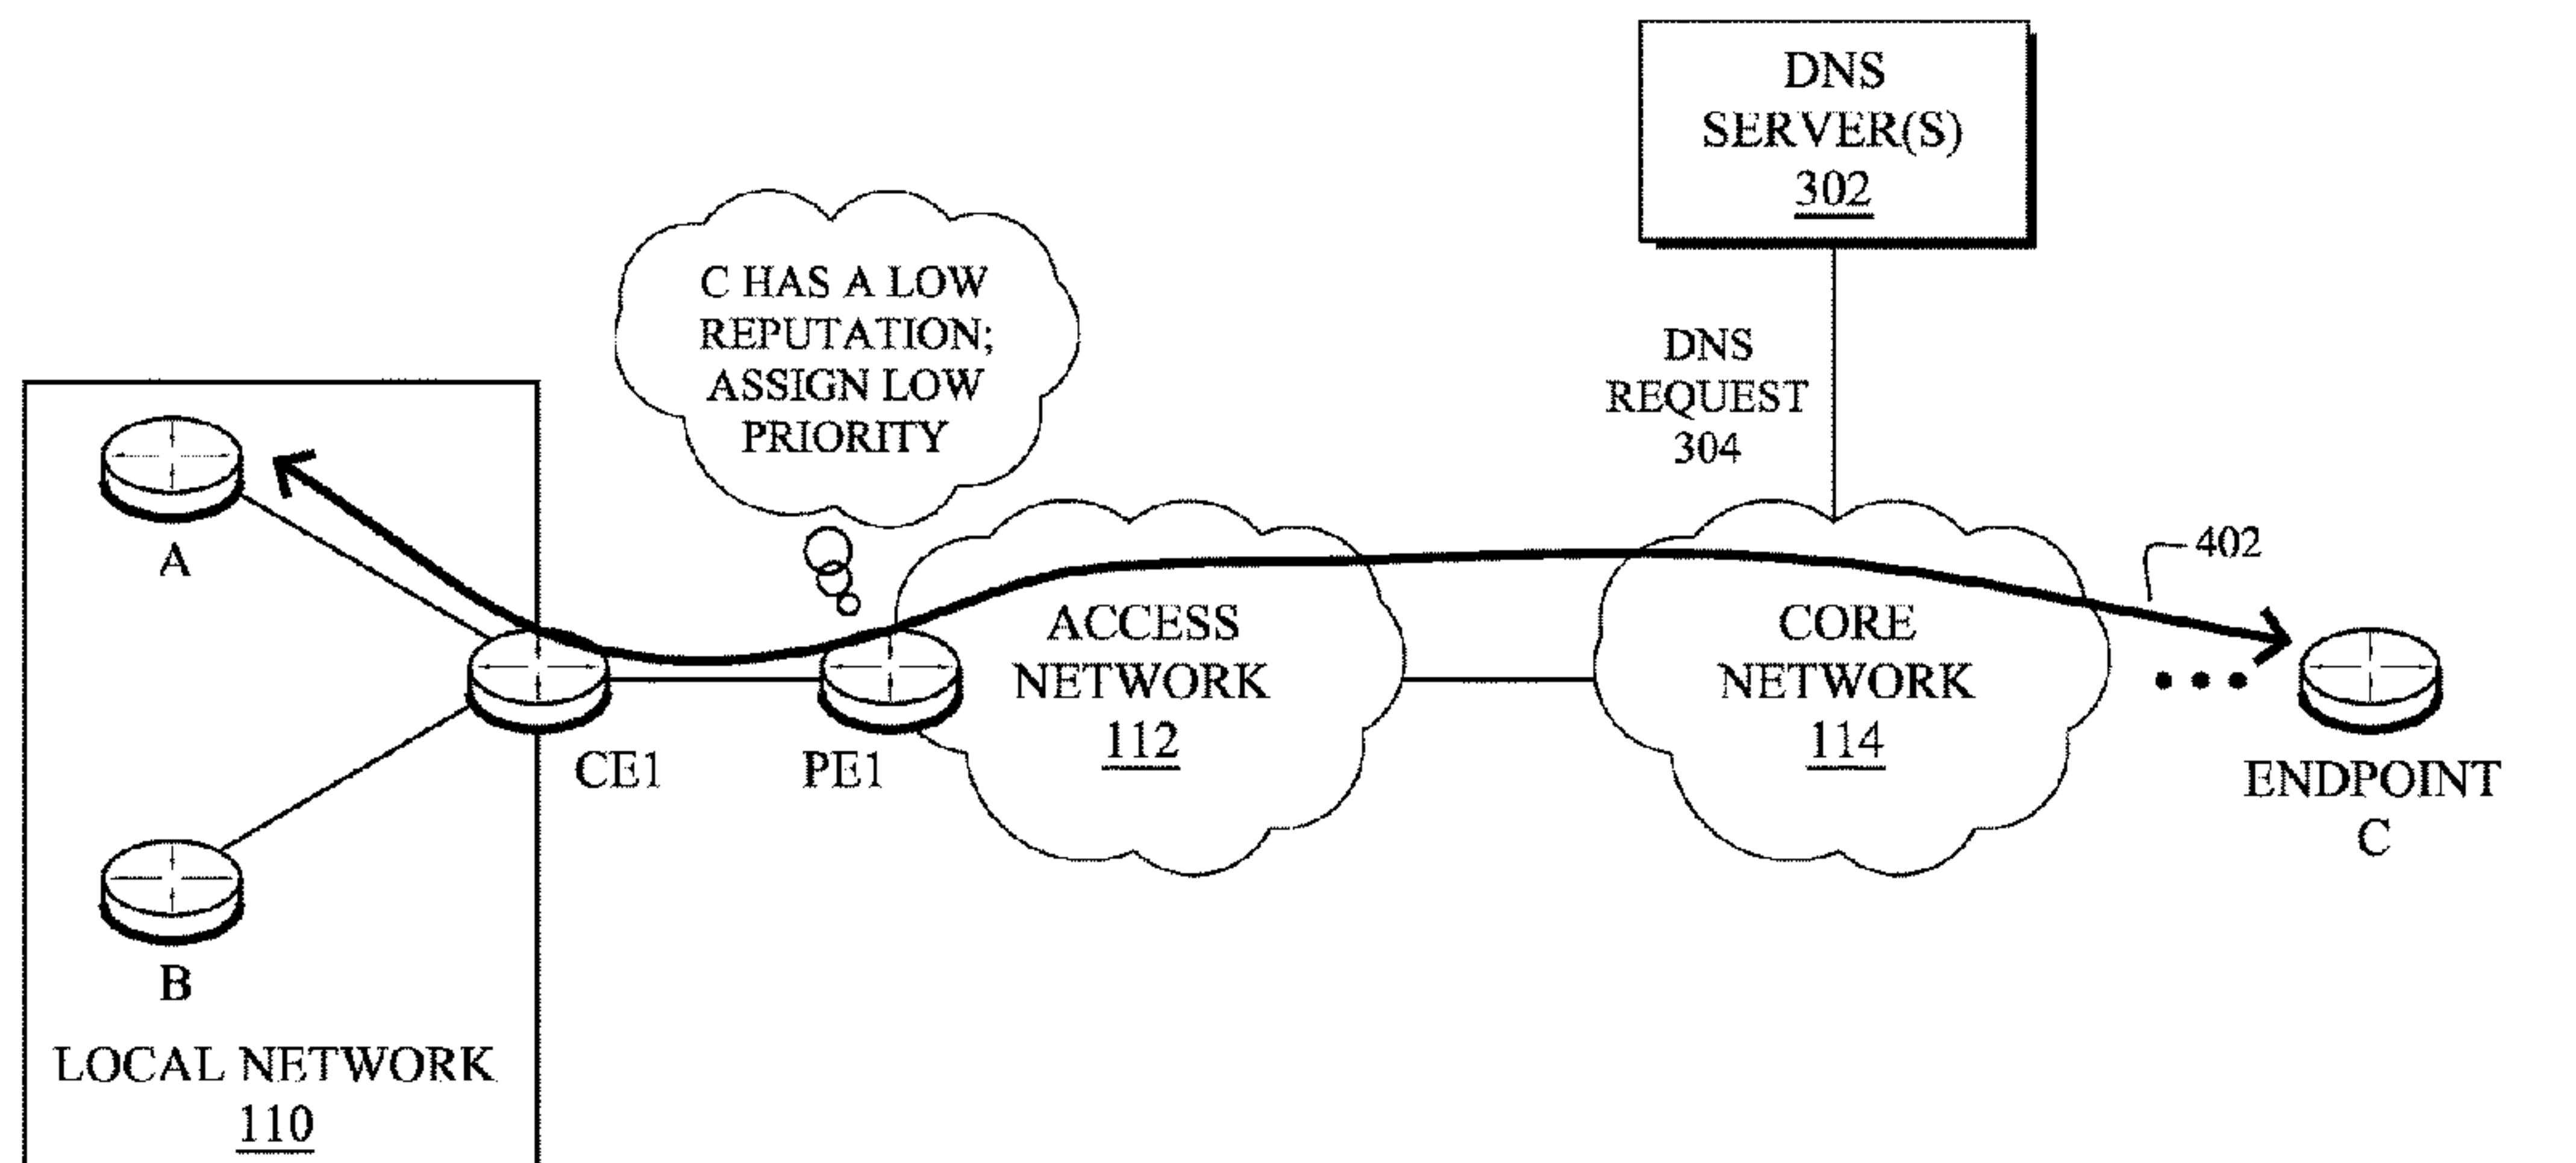 DNS
SERVER(S)
302
C HAS A LOW
REPUTATION;
ASSIGN LOW
PRIORITY
DNS
REQUEST
304
402
A
ACCESS
NETWORK
112
CORE
NETWORK
114
CE1
PE1
ENDPOINT
C
B
LOCAL NETWORK
110